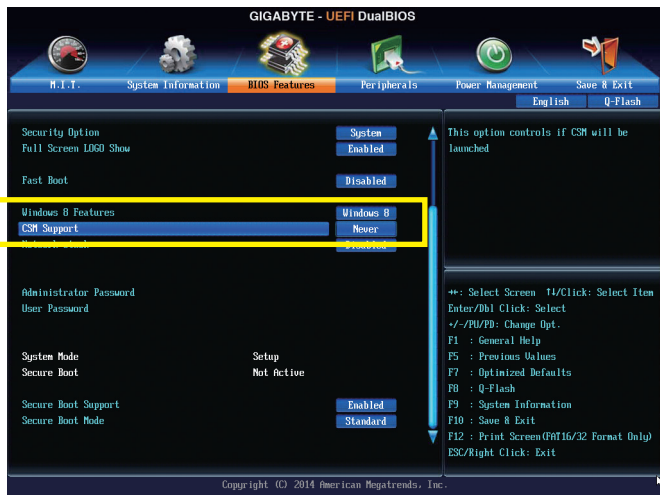 GIGABYTE - UEFI DualBIOS
M.I.T. System Information BIOS Features Peripherals Power Management Save & Exit
English Q-Flash
Security Option System
Full Screen LOGO Show Enabled
Fast Boot Disabled
Windows 8 Features Windows 8
CSM Support Never
Disabled
Administrator Password
User Password
System Mode Setup
Secure Boot Not Active
Secure Boot Support Enabled
Secure Boot Mode Standard
This option controls if CSM will be
launched
→←: Select Screen ↑↓/Click: Select Item
Enter/Dbl Click: Select
+/-/PU/PD: Change Opt.
F1 : General Help
F5 : Previous Values
F7 : Optimized Defaults
F8 : Q-Flash
F9 : System Information
F10 : Save & Exit
F12 : Print Screen(FAT16/32 Format Only)
ESC/Right Click: Exit
Copyright (C) 2014 American Megatrends, Inc.